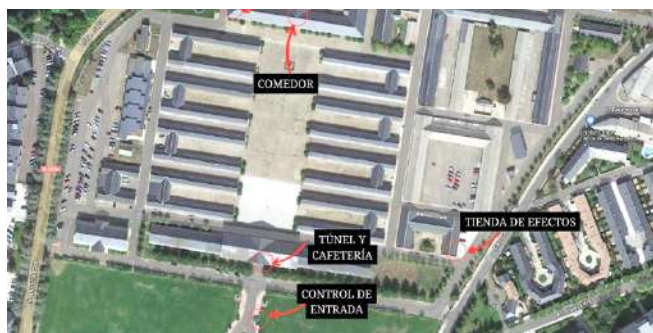 COMEDOR
TIENDA DE EFECTOS
TÚNEL Y
CAFETERÍA
CONTROL DE
ENTRADA